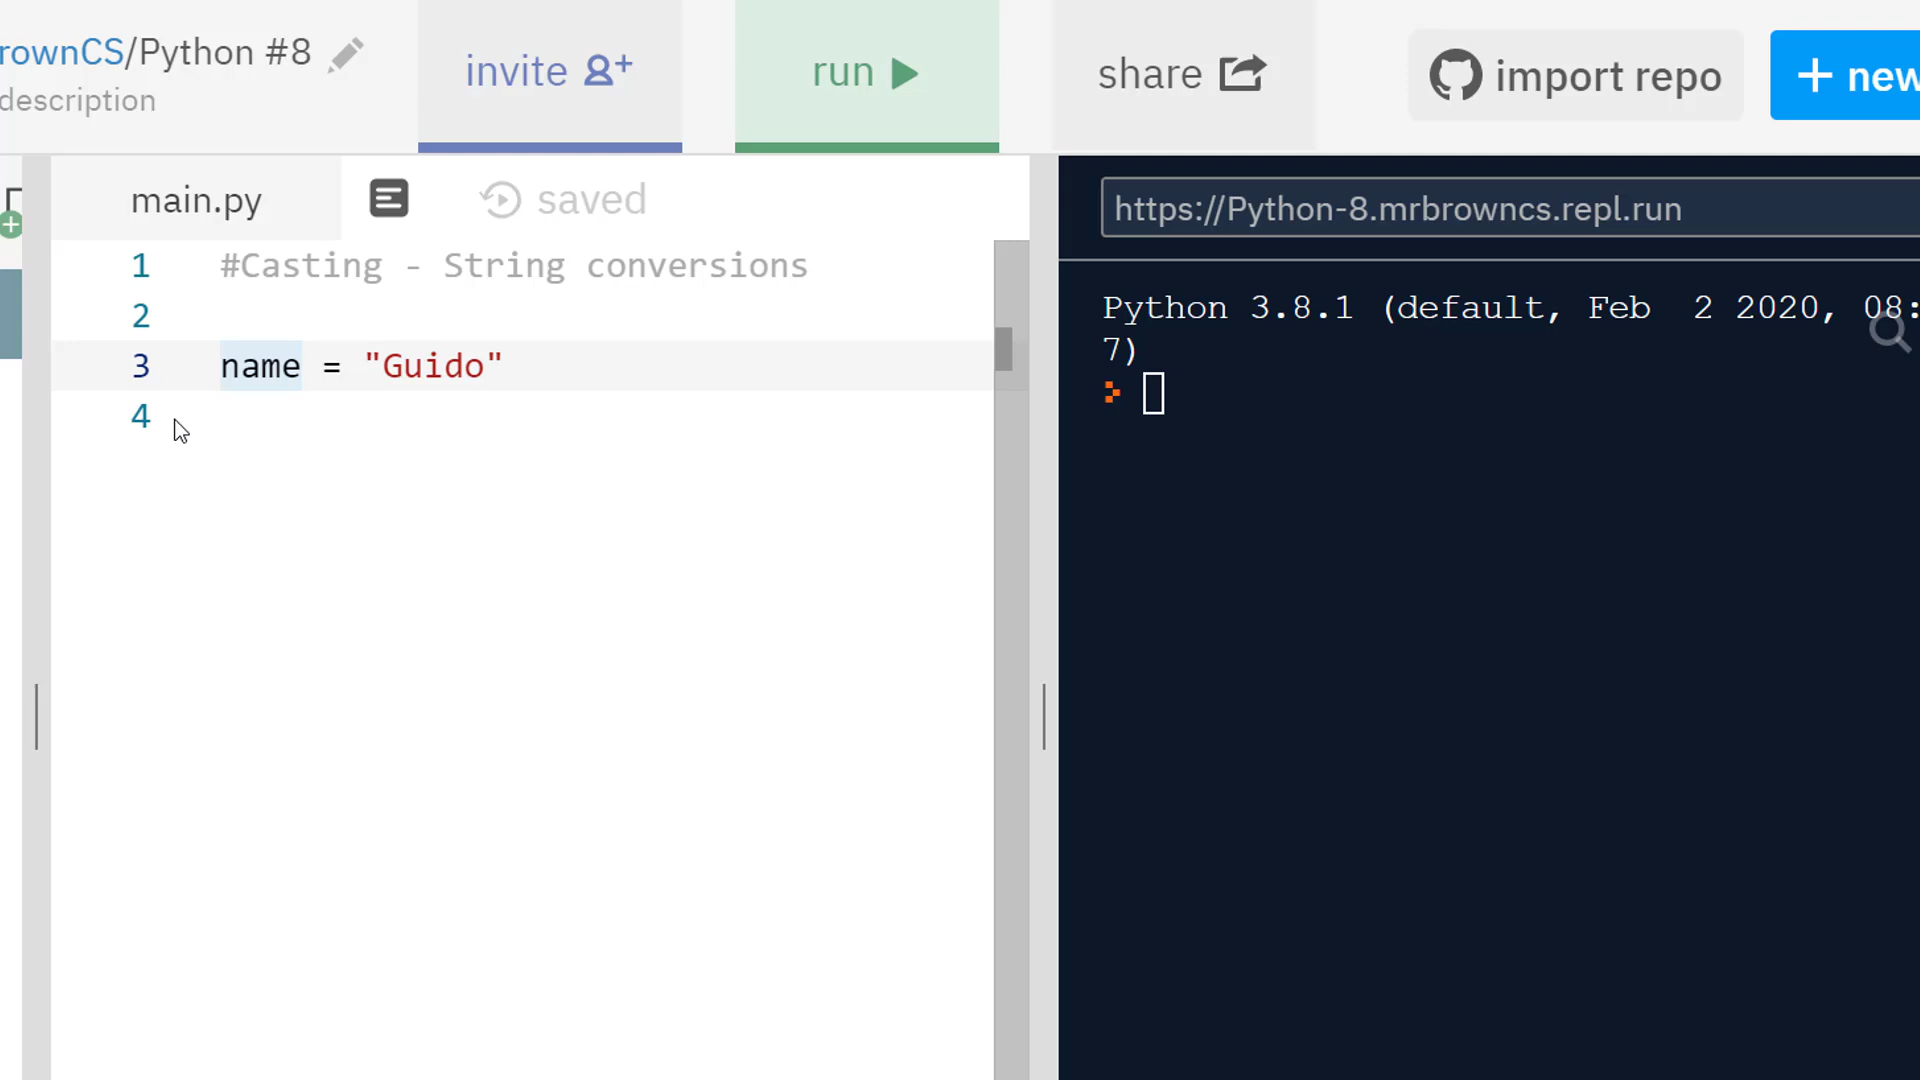 rownCS/Python #8
description
invite
run
share
import repo
+ new
main.py
saved
1 #Casting - String conversions
2
3 name = "Guido"
4
https://Python-8.mrbrowncs.repl.run
Python 3.8.1 (default, Feb  2 2020, 08:
7)